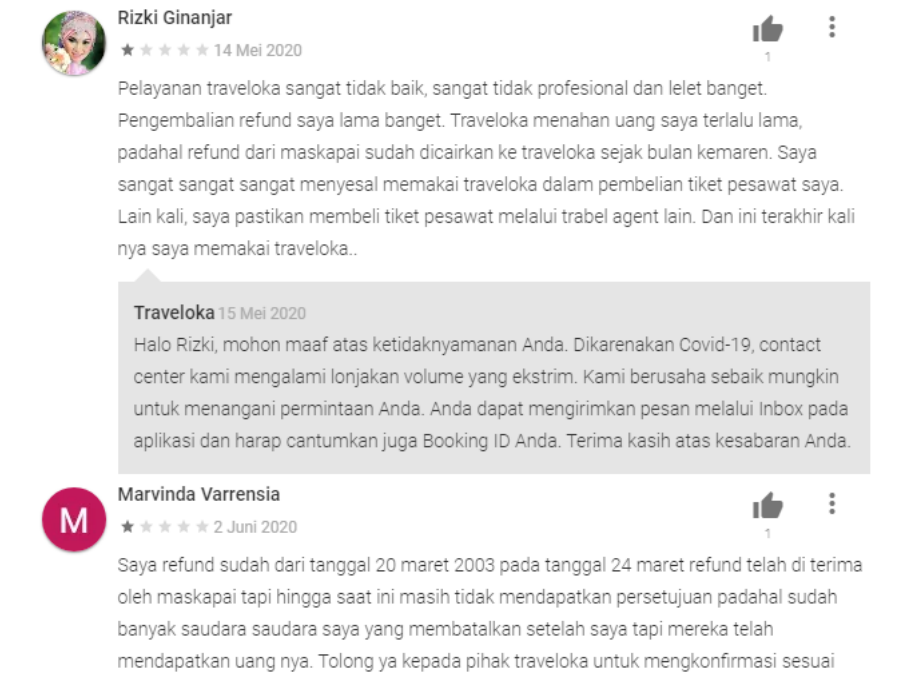 Rizki Ginanjar
14 Mei 2020
1
Pelayanan traveloka sangat tidak baik, sangat tidak profesional dan lelet banget.
Pengembalian refund saya lama banget. Traveloka menahan uang saya terlalu lama,
padahal refund dari maskapai sudah dicairkan ke traveloka sejak bulan kemaren. Saya
sangat sangat sangat menyesal memakai traveloka dalam pembelian tiket pesawat saya.
Lain kali, saya pastikan membeli tiket pesawat melalui trabel agent lain. Dan ini terakhir kali
nya saya memakai traveloka..
Traveloka 15 Mei 2020
Halo Rizki, mohon maaf atas ketidaknyamanan Anda. Dikarenakan Covid-19, contact
center kami mengalami lonjakan volume yang ekstrim. Kami berusaha sebaik mungkin
untuk menangani permintaan Anda. Anda dapat mengirimkan pesan melalui Inbox pada
aplikasi dan harap cantumkan juga Booking ID Anda. Terima kasih atas kesabaran Anda.
M
Marvinda Varrensia
2 Juni 2020
1
Saya refund sudah dari tanggal 20 maret 2003 pada tanggal 24 maret refund telah di terima
oleh maskapai tapi hingga saat ini masih tidak mendapatkan persetujuan padahal sudah
banyak saudara saudara saya yang membatalkan setelah saya tapi mereka telah
mendapatkan uang nya. Tolong ya kepada pihak traveloka untuk mengkonfirmasi sesuai